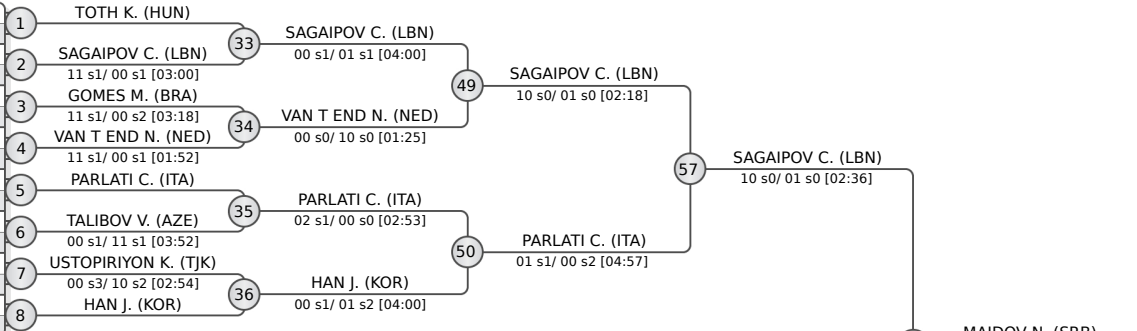 1
TOTH K. (HUN)
2
SAGAIPOV C. (LBN)
11 s1/ 00 s1 [03:00]
33
SAGAIPOV C. (LBN)
00 s1/ 01 s1 [04:00]
3
GOMES M. (BRA)
11 s1/ 00 s2 [03:18]
4
VAN T END N. (NED)
11 s1/ 00 s1 [01:52]
34
VAN T END N. (NED)
00 s0/ 10 s0 [01:25]
49
SAGAIPOV C. (LBN)
10 s0/ 01 s0 [02:18]
5
PARLATI C. (ITA)
6
TALIBOV V. (AZE)
00 s1/ 11 s1 [03:52]
35
PARLATI C. (ITA)
02 s1/ 00 s0 [02:53]
7
USTOPIRIYON K. (TJK)
00 s3/ 10 s2 [02:54]
8
HAN J. (KOR)
36
HAN J. (KOR)
00 s1/ 01 s2 [04:00]
50
PARLATI C. (ITA)
01 s1/ 00 s2 [04:57]
57
SAGAIPOV C. (LBN)
10 s0/ 01 s0 [02:36]